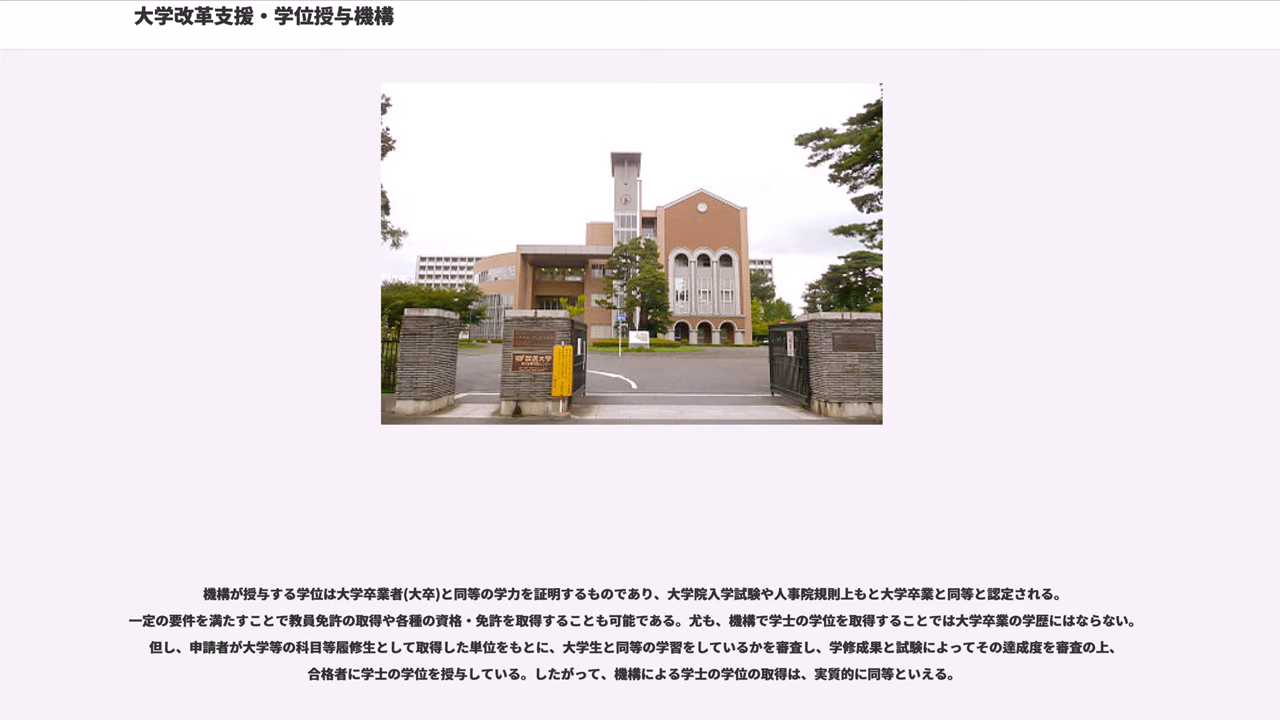 大学改革支援・学位授与機構
放送大学
機構が授与する学位は大学卒業者(大卒)と同等の学力を証明するものであり、大学院入学試験や人事院規則上もと大学卒業と同等と認定される。
一定の要件を満たすことで教員免許の取得や各種の資格・免許を取得することも可能である。尤も、機構で学士の学位を取得することでは大学卒業の学歴にはならない。
但し、申請者が大学等の科目等履修生として取得した単位をもとに、大学生と同等の学習をしているかを審査し、学修成果と試験によってその達成度を審査の上、
合格者に学士の学位を授与している。したがって、機構による学士の学位の取得は、実質的に同等といえる。